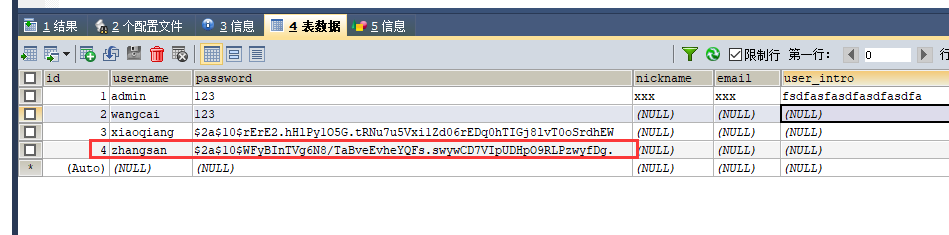 1 结果 2 个配置文件 3 信息 4 表数据 5 信息
限制行 第一行: 0 行
id username password nickname email user_intro
1 admin 123 xxx xxx fsdfasfasdfasdfasdfa
2 wangcai 123 (NULL) (NULL) (NULL)
3 xiaoqiang $2a$10$rErE2.hHlPylO5G.tRNu7u5VxilZd06rEDq0hTIGj81vT0oSrdhEW (NULL) (NULL) (NULL)
4 zhangsan $2a$10$WFyBInTVg6N8/TaBveEvheYQFs.swywCD7VIpUDHpO9RLPzwyfDg. (NULL) (NULL) (NULL)
* (Auto) (NULL) (NULL) (NULL) (NULL) (NULL)